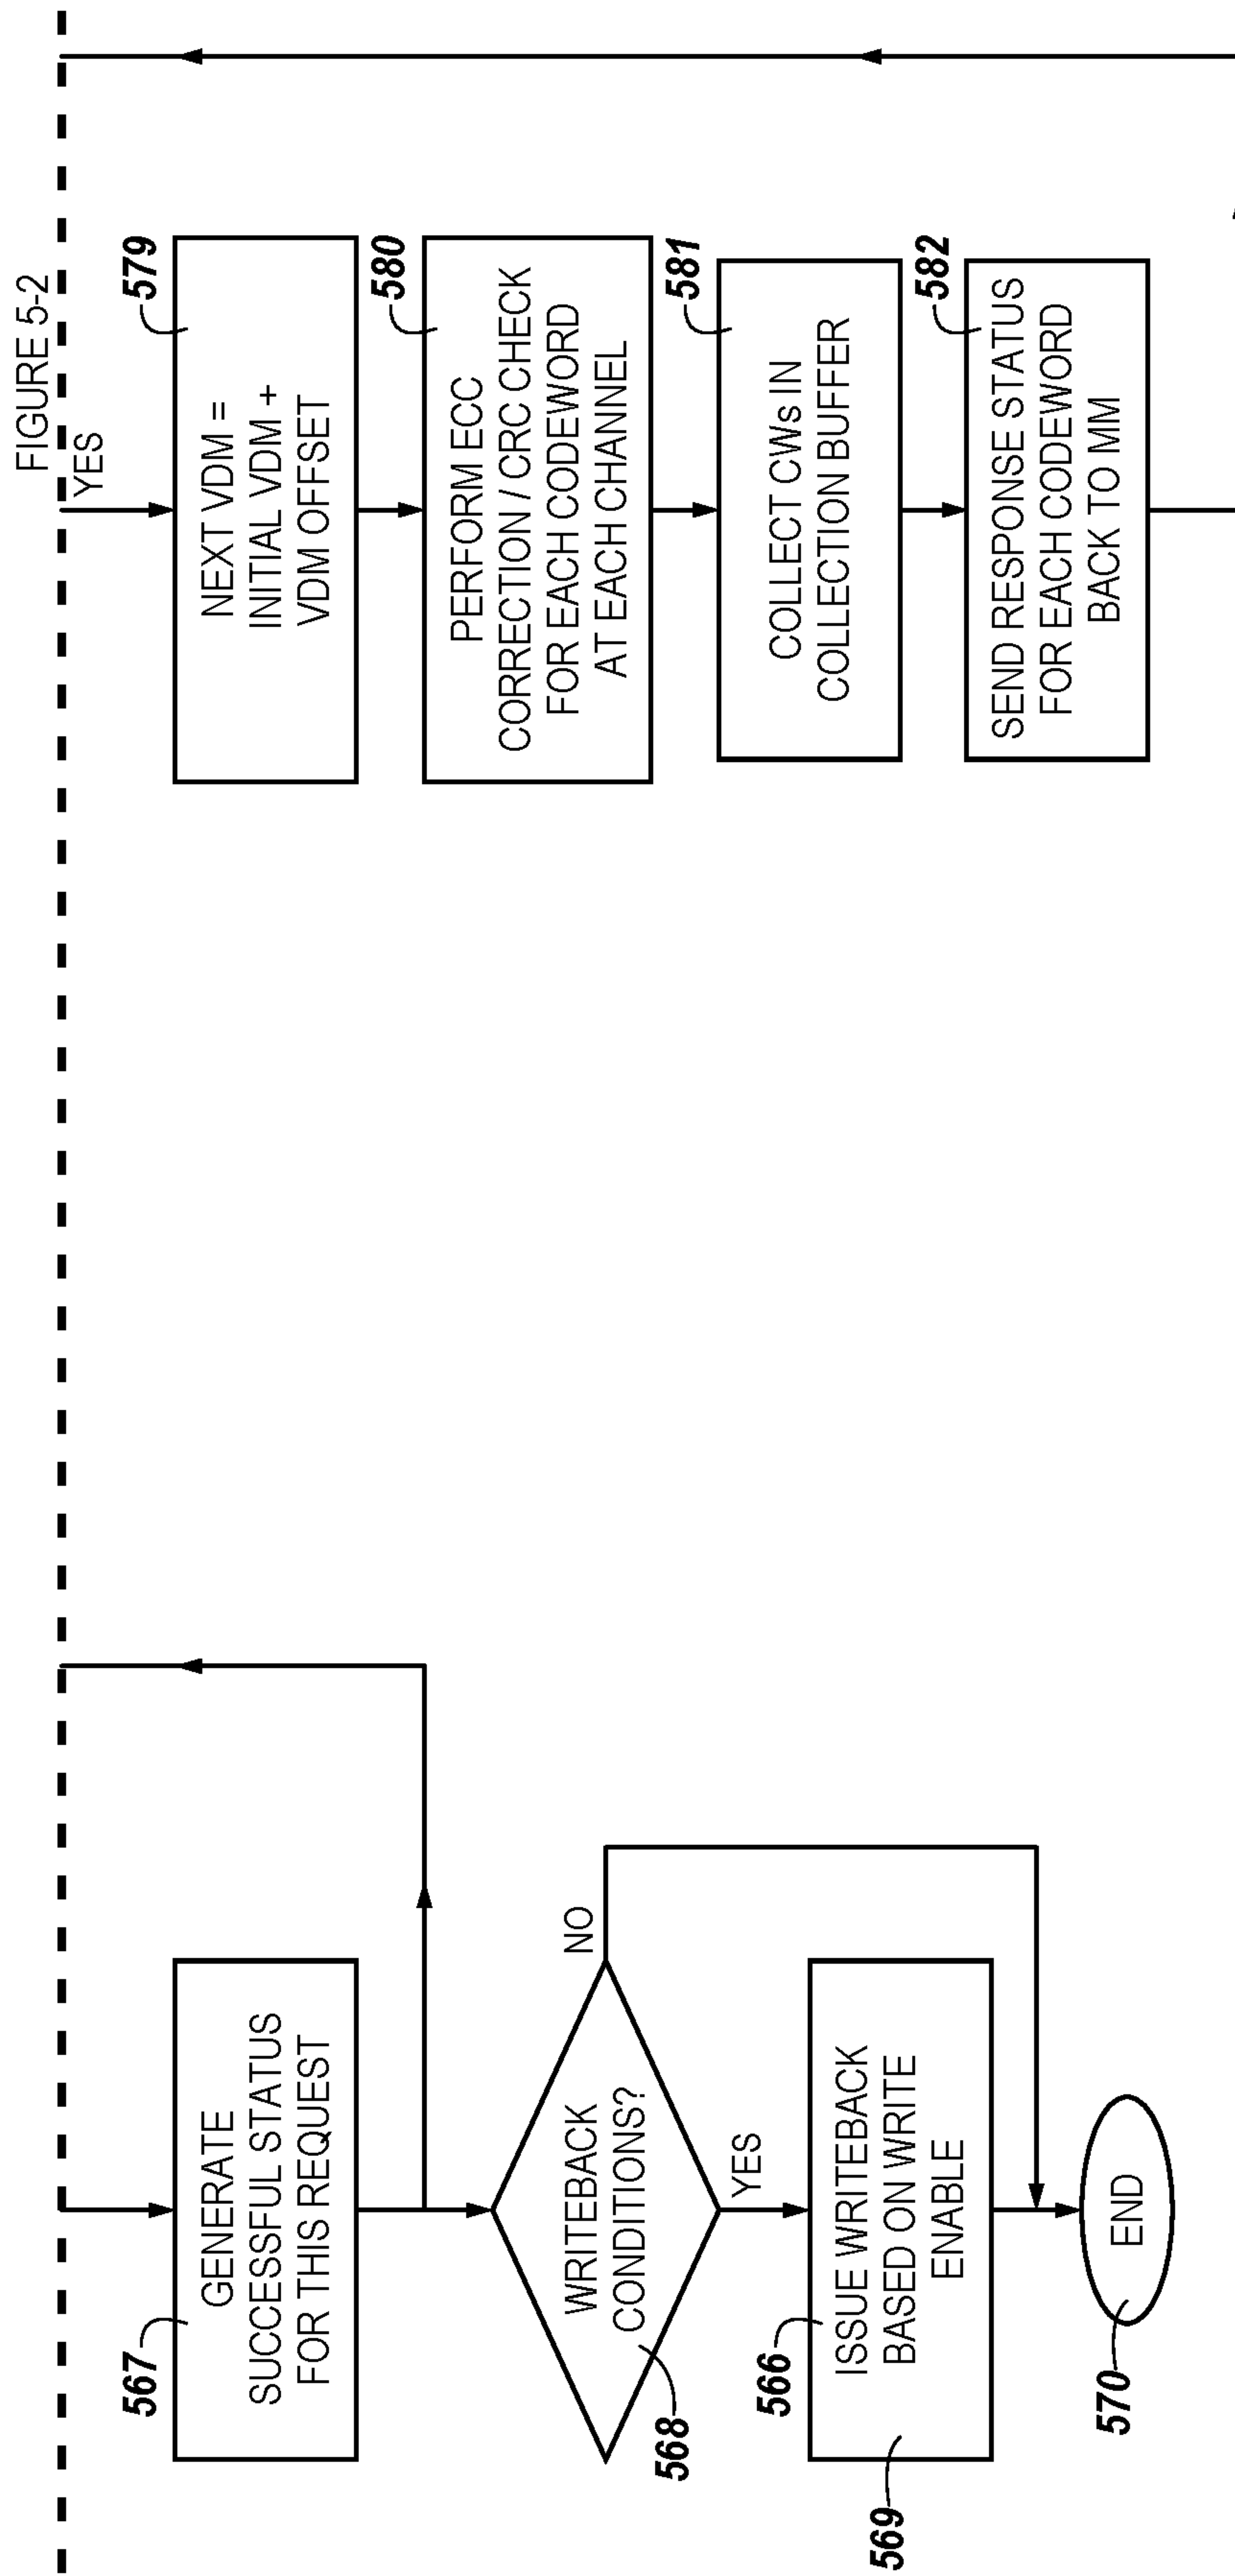 FIGURE 5-2
YES
579
NEXT VDM =
INITIAL VDM +
VDM OFFSET
580
PERFORM ECC
CORRECTION / CRC CHECK
FOR EACH CODEWORD
AT EACH CHANNEL
581
COLLECT CWs IN
COLLECTION BUFFER
582
SEND RESPONSE STATUS
FOR EACH CODEWORD
BACK TO MM
567
GENERATE
SUCCESSFUL STATUS
FOR THIS REQUEST
WRITEBACK
CONDITIONS?
568
NO
YES
566
ISSUE WRITEBACK
BASED ON WRITE
ENABLE
569
END
570